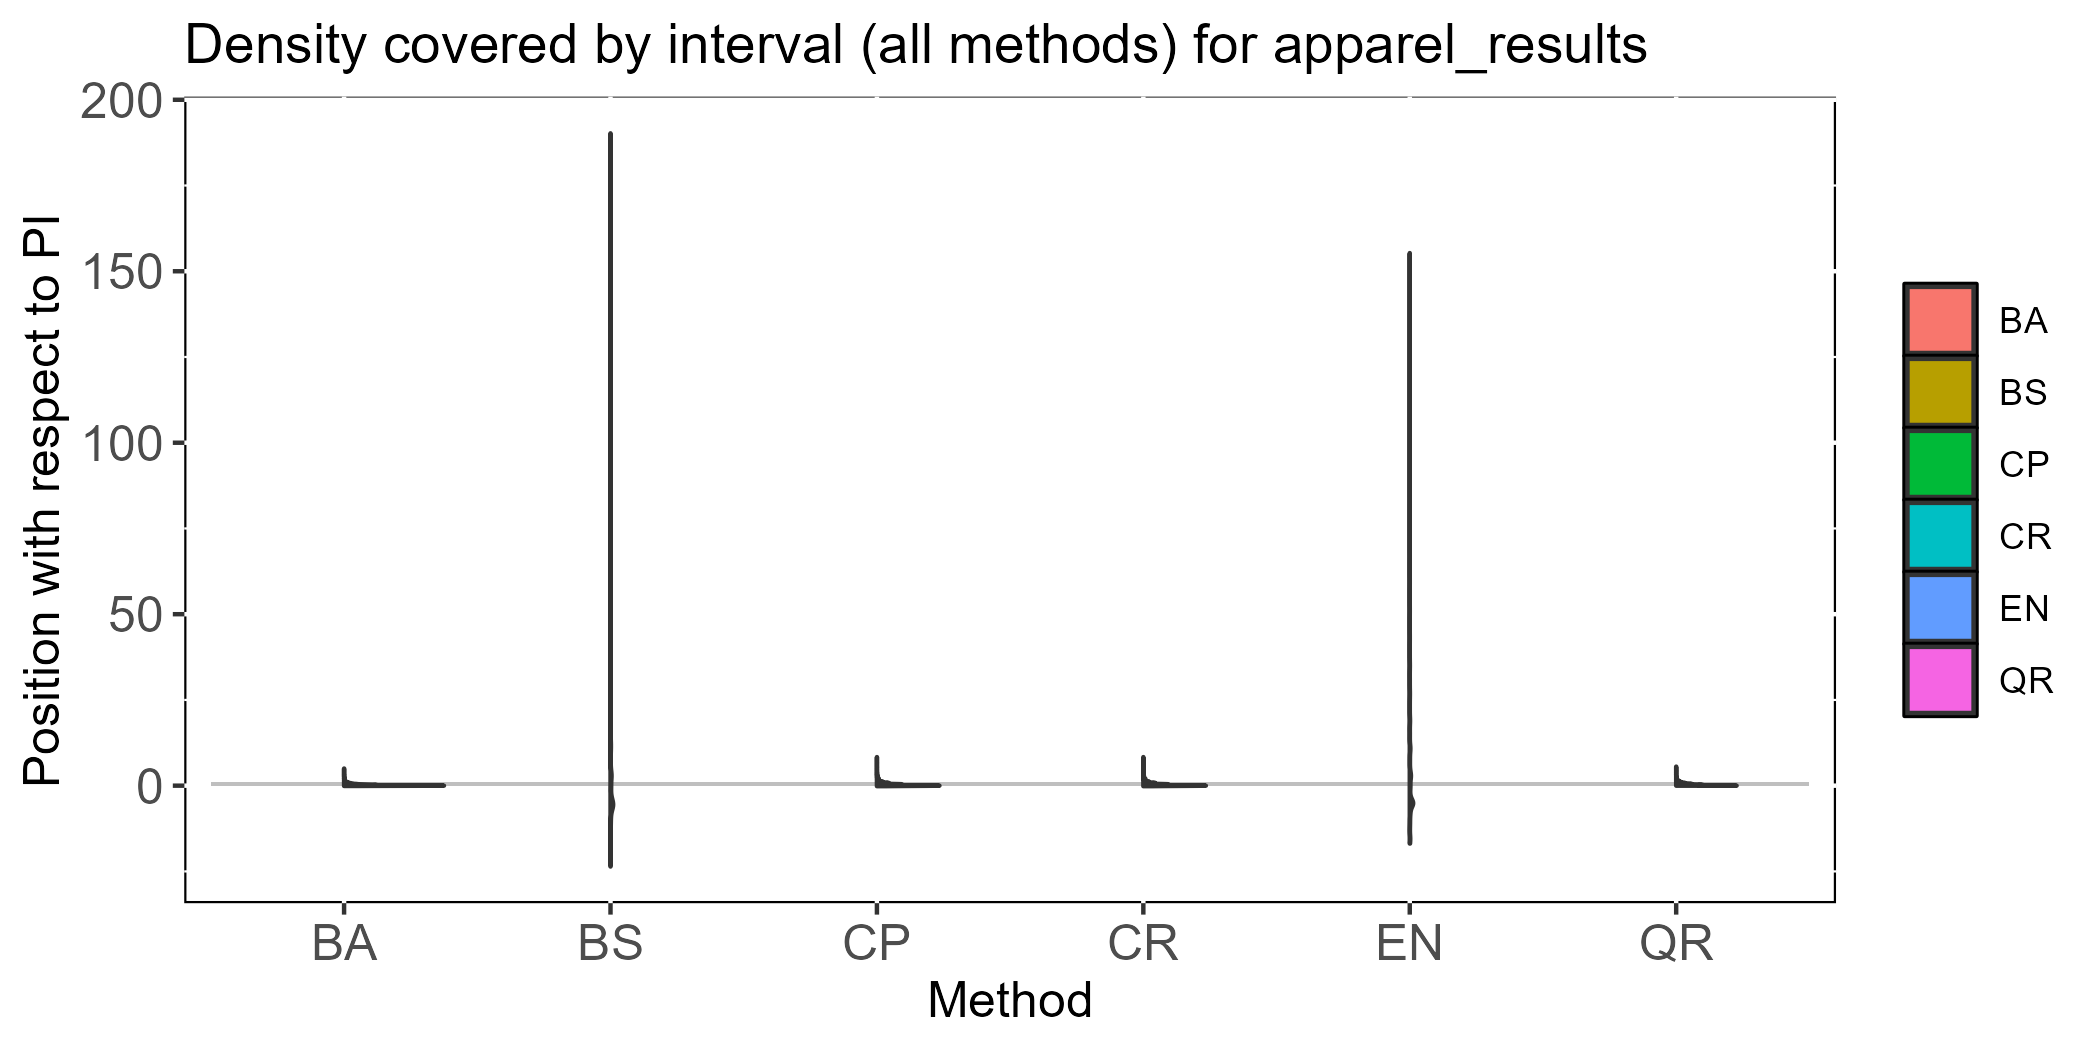 Density covered by interval (all methods) for apparel_results
200
150
100
50
0
Position with respect to PI
BA
BS
CP
CR
EN
QR
Method
BA
BS
CP
CR
EN
QR